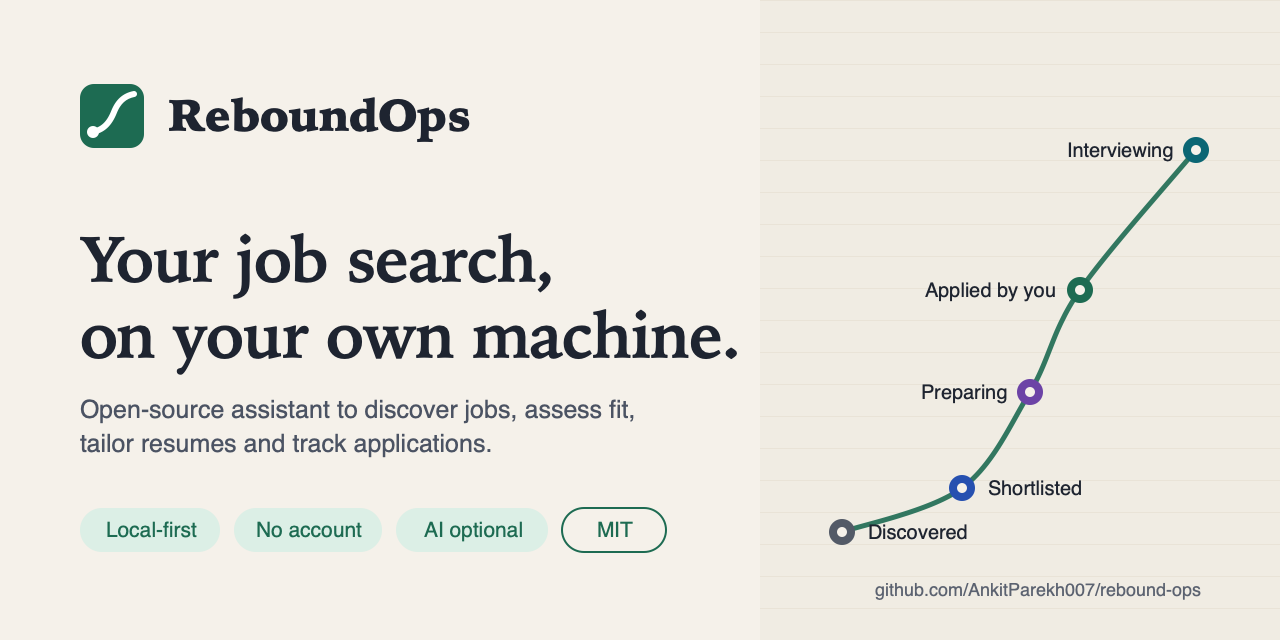 ReboundOps
Your job search,
on your own machine.
Open-source assistant to discover jobs, assess fit,
tailor resumes and track applications.
Local-first
No account
AI optional
MIT
Interviewing
Applied by you
Preparing
Shortlisted
Discovered
github.com/AnkitParekh007/rebound-ops